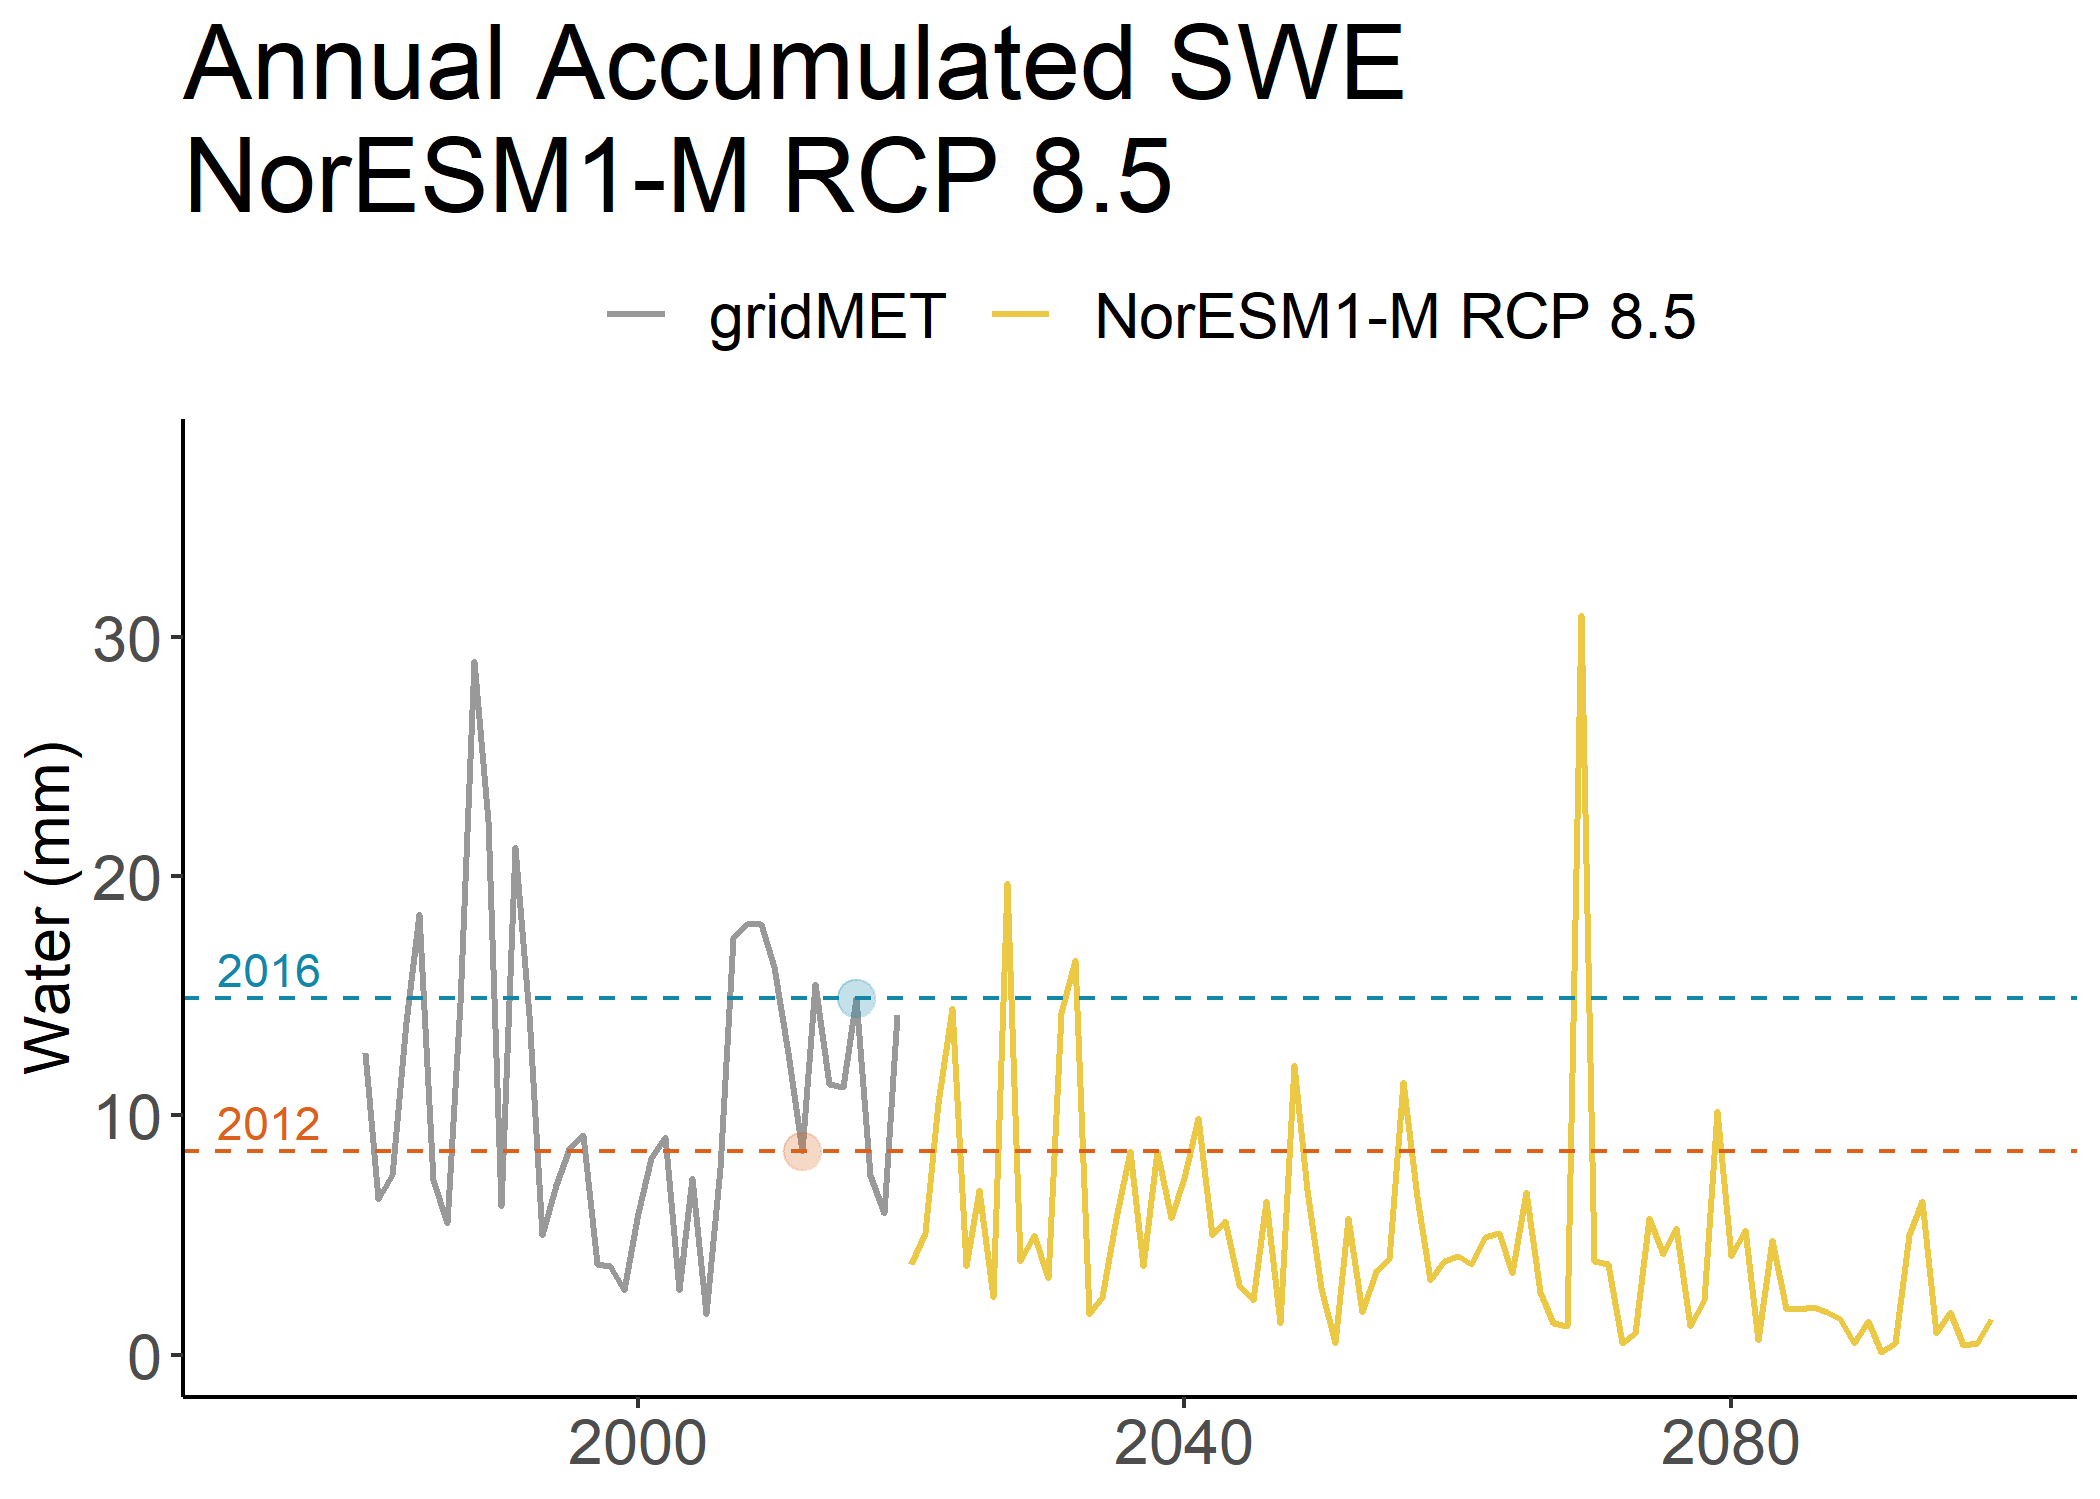 Annual Accumulated SWE
NorESM1-M RCP 8.5
gridMET NorESM1-M RCP 8.5
Water (mm)
30
20
10
0
2016
2012
2000 2040 2080